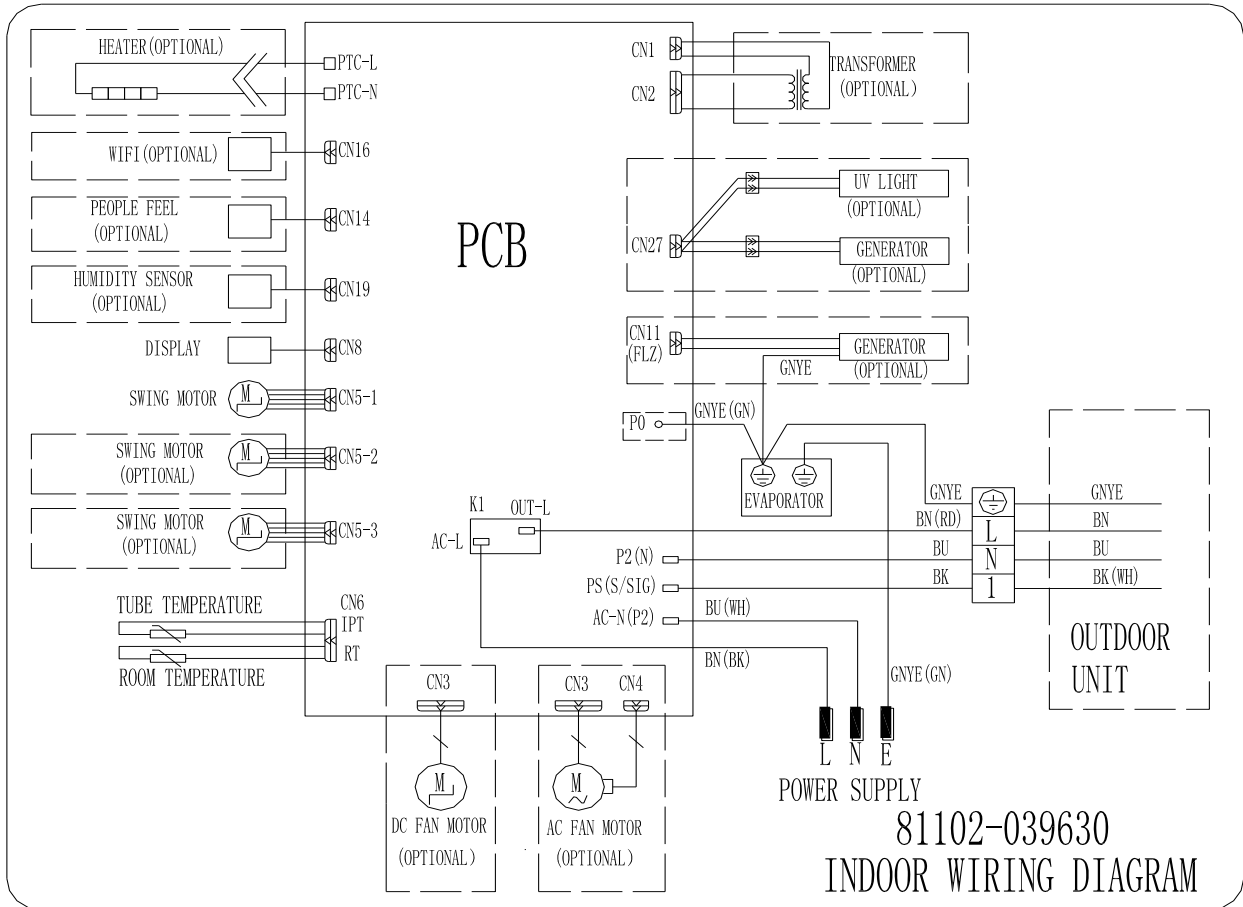 HEATER(OPTIONAL)
PTC-L
PTC-N
WIFI(OPTIONAL)
CN16
PEOPLE FEEL
(OPTIONAL)
CN14
HUMIDITY SENSOR
(OPTIONAL)
CN19
DISPLAY
CN8
SWING MOTOR
M
CN5-1
SWING MOTOR
(OPTIONAL)
M
CN5-2
SWING MOTOR
(OPTIONAL)
M
CN5-3
TUBE TEMPERATURE
CN6
IPT
RT
ROOM TEMPERATURE
PCB
K1
OUT-L
AC-L
P2(N)
PS(S/SIG)
AC-N(P2)
CN1
CN2
TRANSFORMER
(OPTIONAL)
UV LIGHT
(OPTIONAL)
CN27
GENERATOR
(OPTIONAL)
CN11
(FLZ)
GENERATOR
(OPTIONAL)
GNYE
P0
GNYE(GN)
EVAPORATOR
GNYE
BN(RD)
BU
BK
L
N
1
GNYE
BN
BU
BK(WH)
OUTDOOR
UNIT
BU(WH)
BN(BK)
GNYE(GN)
L N E
POWER SUPPLY
CN3
M
DC FAN MOTOR
(OPTIONAL)
CN3
CN4
M
AC FAN MOTOR
(OPTIONAL)
81102-039630
INDOOR WIRING DIAGRAM